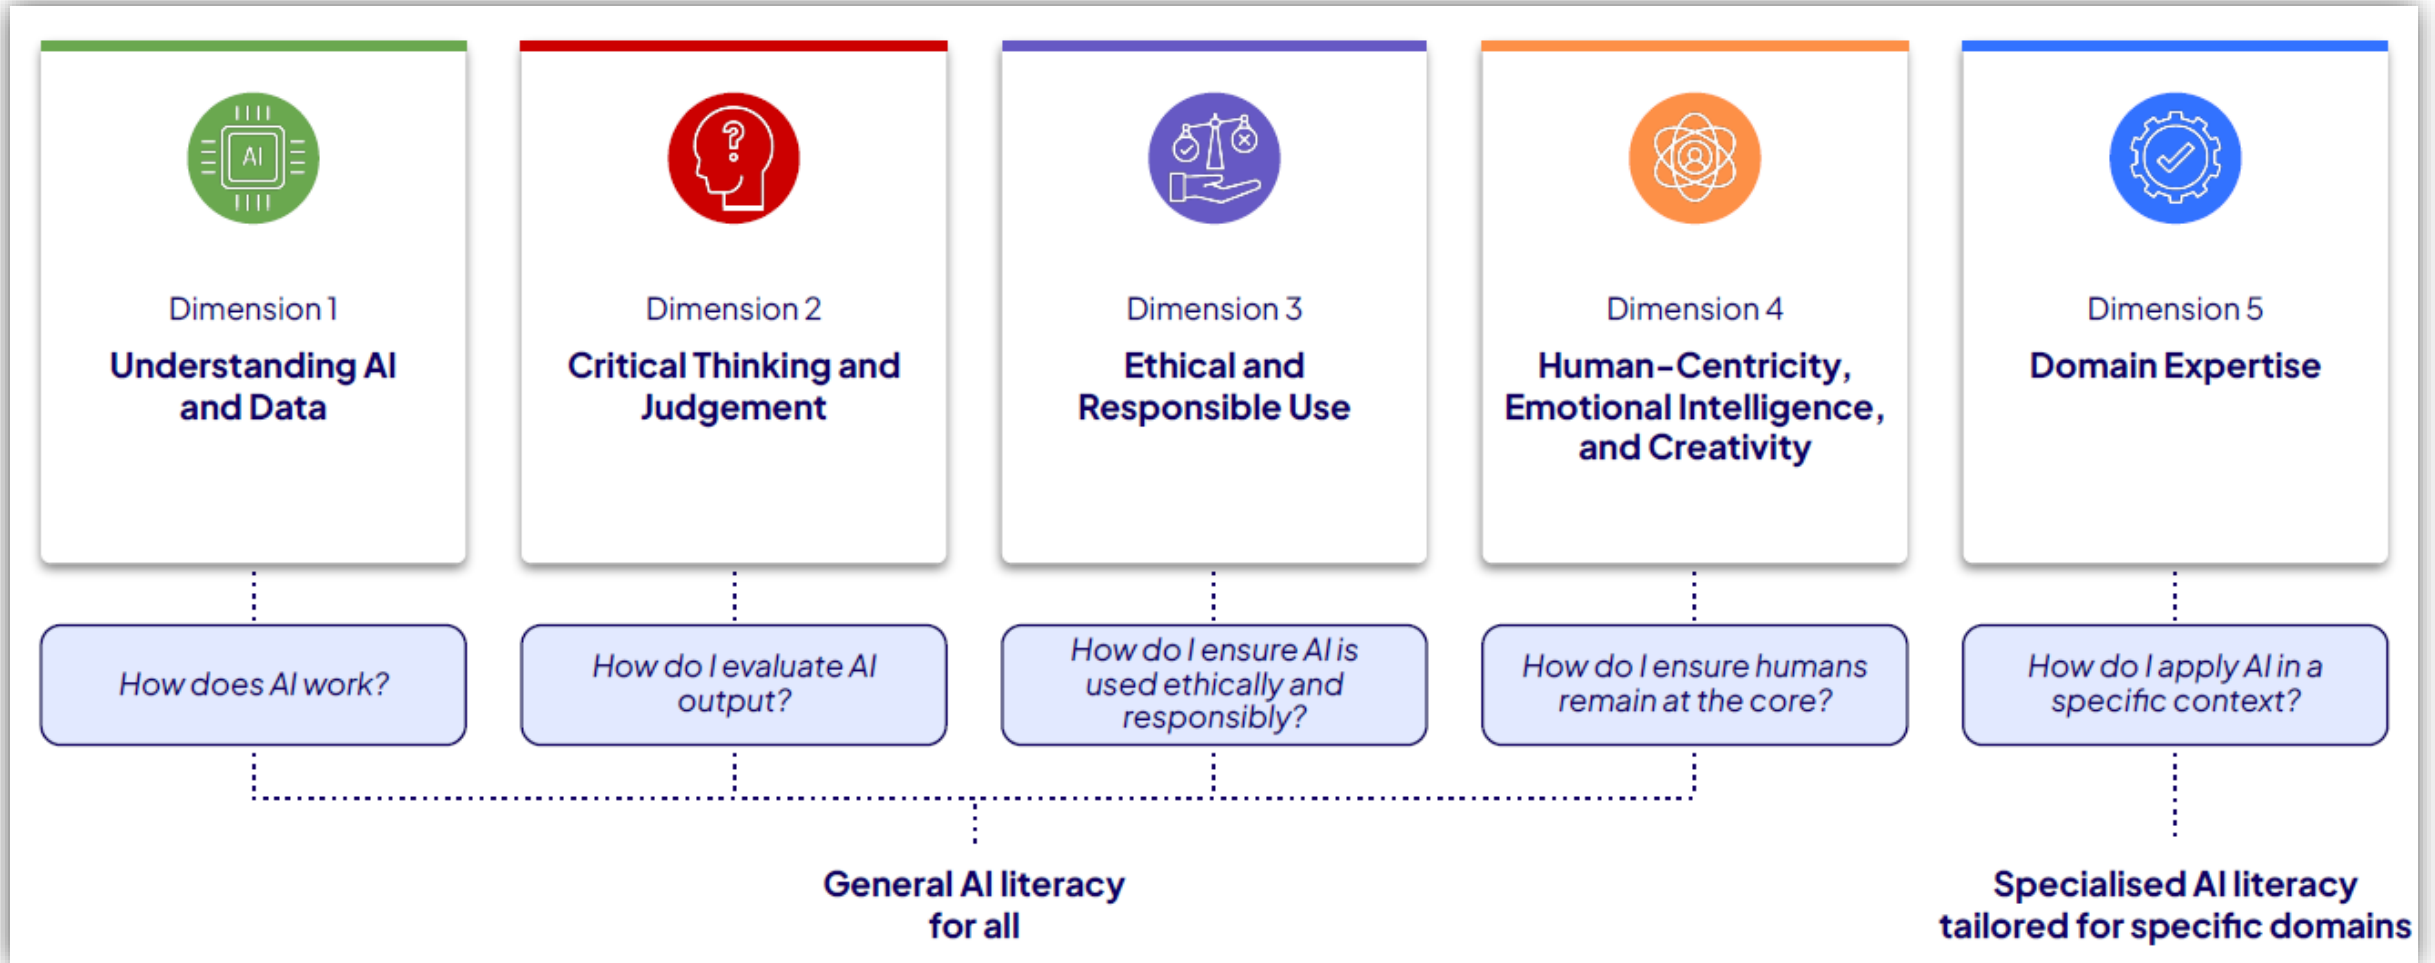 AI
?
Dimension 1
Understanding AI
and Data
How does AI work?
Dimension 2
Critical Thinking and
Judgement
How do I evaluate AI
output?
Dimension 3
Ethical and
Responsible Use
How do I ensure AI is
used ethically and
responsibly?
Dimension 4
Human-Centricity,
Emotional Intelligence,
and Creativity
How do I ensure humans
remain at the core?
Dimension 5
Domain Expertise
How do I apply AI in a
specific context?
General AI literacy
for all
Specialised AI literacy
tailored for specific domains